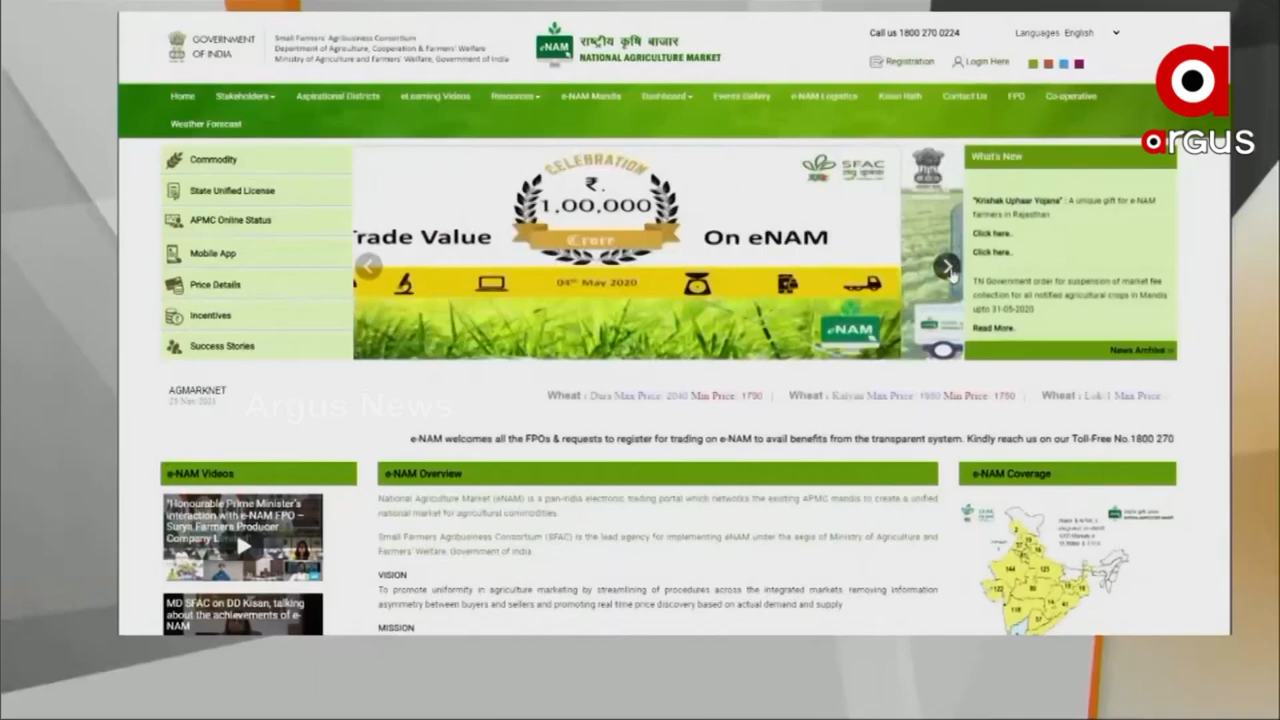 GOVERNMENT
OF INDIA
Small Farmers' Agribusiness Consortium
Department of Agriculture, Cooperation & Farmers' Welfare
Ministry of Agriculture and Farmers' Welfare, Government of India
eNAM
राष्ट्रीय कृषि बाजार
NATIONAL AGRICULTURE MARKET
Call us 1800 270 0224
Languages English
Registration
Login Here
argus
Home Stakeholders Aspirational Districts eLearning Videos Resources e-NAM Mandis Dashboard Events Gallery e-NAM Logistics Kisan Rath Contact Us FPO Co-operative
Weather Forecast
Commodity
State Unified License
APMC Online Status
Mobile App
Price Details
Incentives
Success Stories
CELEBRATION
₹.
1,00,000
Crore
Trade Value
On eNAM
04th May 2020
SFAC
eNAM
What's New
"Krishak Uphaar Yojana" : A unique gift for e-NAM
farmers in Rajasthan
Click here..
Click here..
TN Government order for suspension of market fee
collection for all notified agricultural crops in Mandis
upto 31-05-2020
Read More.
News Archive
AGMARKNET
Argus News
Wheat : Dara Max Price: 2040 Min Price: 1790 | Wheat : Kalyan Max Price: 1980 Min Price: 1780 | Wheat : Lok-1 Max Price
e-NAM welcomes all the FPOs & requests to register for trading on e-NAM to avail benefits from the transparent system. Kindly reach us on our Toll-Free No.1800 270
e-NAM Videos
"Honourable Prime Minister's
interaction with e-NAM FPO –
Surya Farmers Producer
Company
MD SFAC on DD Kisan, talking
about the achievements of e-
NAM
e-NAM Overview
National Agriculture Market (eNAM) is a pan-India electronic trading portal which networks the existing APMC mandis to create a unified
national market for agricultural commodities.
Small Farmers Agribusiness Consortium (SFAC) is the lead agency for implementing eNAM under the aegis of Ministry of Agriculture and
Farmers' Welfare, Government of India.
VISION
To promote uniformity in agriculture marketing by streamlining of procedures across the integrated markets, removing information
asymmetry between buyers and sellers and promoting real time price discovery based on actual demand and supply
MISSION
e-NAM Coverage
144
125
122
118